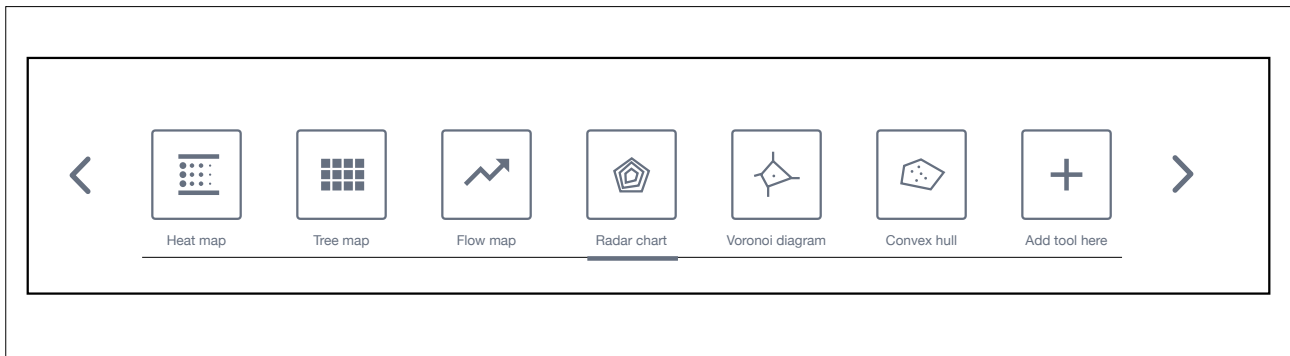 Heat map
Tree map
Flow map
Radar chart
Voronoi diagram
Convex hull
Add tool here